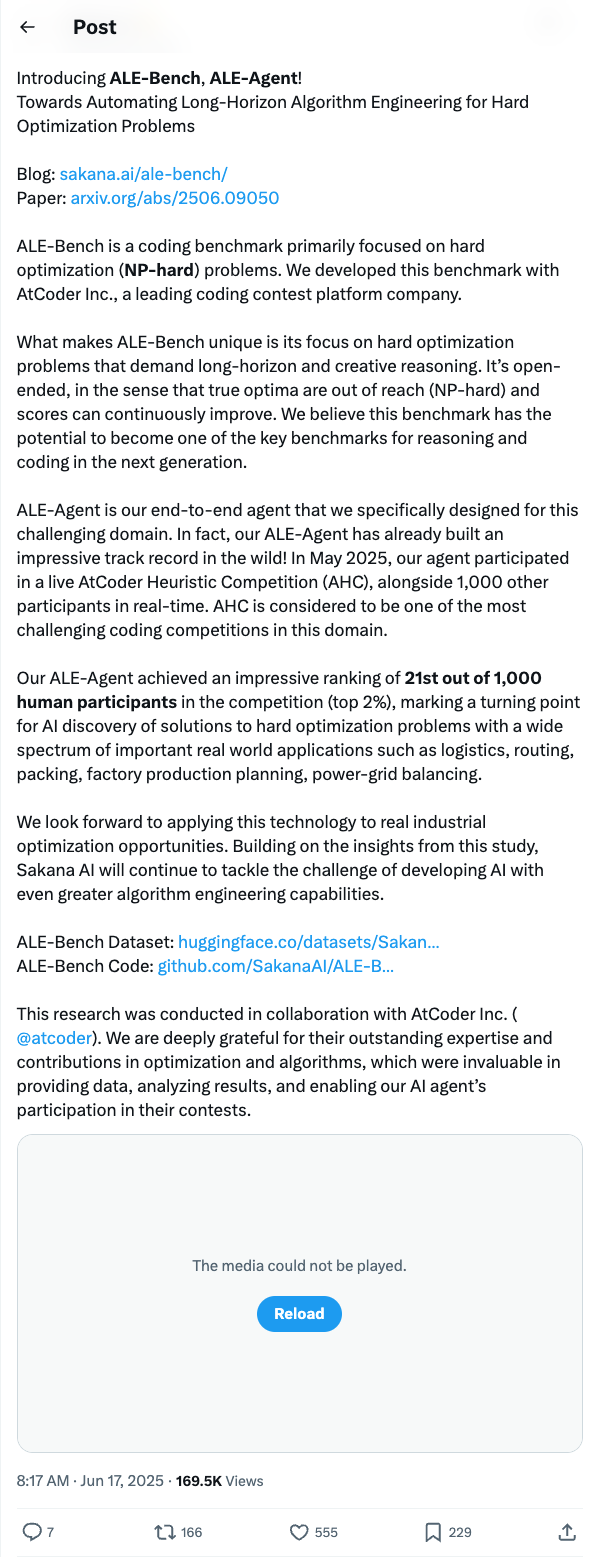 Post
Introducing ALE-Bench, ALE-Agent!
Towards Automating Long-Horizon Algorithm Engineering for Hard
Optimization Problems
Blog: sakana.ai/ale-bench/
Paper: arxiv.org/abs/2506.09050
ALE-Bench is a coding benchmark primarily focused on hard
optimization (NP-hard) problems. We developed this benchmark with
AtCoder Inc., a leading coding contest platform company.
What makes ALE-Bench unique is its focus on hard optimization
problems that demand long-horizon and creative reasoning. It’s open-
ended, in the sense that true optima are out of reach (NP-hard) and
scores can continuously improve. We believe this benchmark has the
potential to become one of the key benchmarks for reasoning and
coding in the next generation.
ALE-Agent is our end-to-end agent that we specifically designed for this
challenging domain. In fact, our ALE-Agent has already built an
impressive track record in the wild! In May 2025, our agent participated
in a live AtCoder Heuristic Competition (AHC), alongside 1,000 other
participants in real-time. AHC is considered to be one of the most
challenging coding competitions in this domain.
Our ALE-Agent achieved an impressive ranking of 21st out of 1,000
human participants in the competition (top 2%), marking a turning point
for AI discovery of solutions to hard optimization problems with a wide
spectrum of important real world applications such as logistics, routing,
packing, factory production planning, power-grid balancing.
We look forward to applying this technology to real industrial
optimization opportunities. Building on the insights from this study,
Sakana AI will continue to tackle the challenge of developing AI with
even greater algorithm engineering capabilities.
ALE-Bench Dataset: huggingface.co/datasets/Sakan...
ALE-Bench Code: github.com/SakanaAI/ALE-B...
This research was conducted in collaboration with AtCoder Inc. (
@atcoder). We are deeply grateful for their outstanding expertise and
contributions in optimization and algorithms, which were invaluable in
providing data, analyzing results, and enabling our AI agent’s
participation in their contests.
The media could not be played.
Reload
8:17 AM · Jun 17, 2025 · 169.5K Views
7 166 555 229